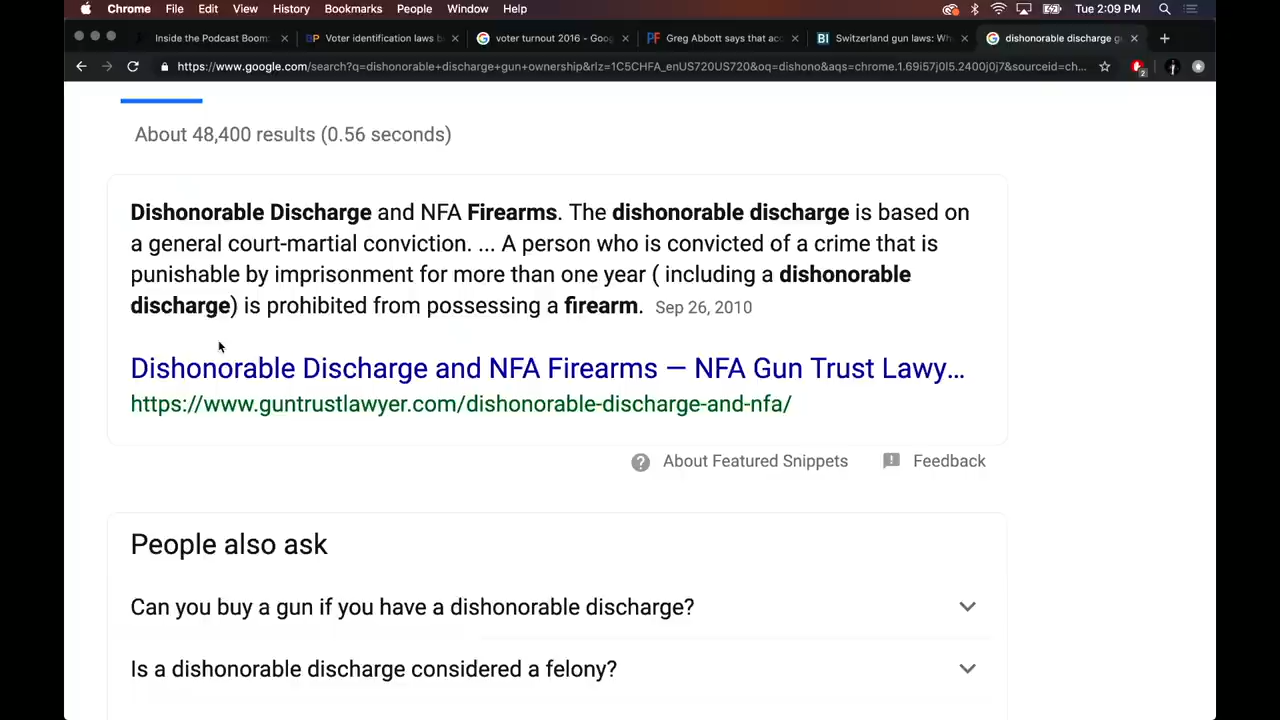 Chrome File Edit View History Bookmarks People Window Help Tue 2:09 PM
Inside the Podcast Boom: × Voter identification laws b × voter turnout 2016 - Goog × Greg Abbott says that acc × Switzerland gun laws: Wh × dishonorable discharge g × +
https://www.google.com/search?q=dishonorable+discharge+gun+ownership&rlz=1C5CHFA_enUS720US720&oq=dishono&aqs=chrome.1.69i57j0l5.2400j0j7&sourceid=ch... 2
About 48,400 results (0.56 seconds)
Dishonorable Discharge and NFA Firearms. The dishonorable discharge is based on
a general court-martial conviction. ... A person who is convicted of a crime that is
punishable by imprisonment for more than one year ( including a dishonorable
discharge) is prohibited from possessing a firearm. Sep 26, 2010
Dishonorable Discharge and NFA Firearms — NFA Gun Trust Lawy...
https://www.guntrustlawyer.com/dishonorable-discharge-and-nfa/
About Featured Snippets Feedback
People also ask
Can you buy a gun if you have a dishonorable discharge?
Is a dishonorable discharge considered a felony?